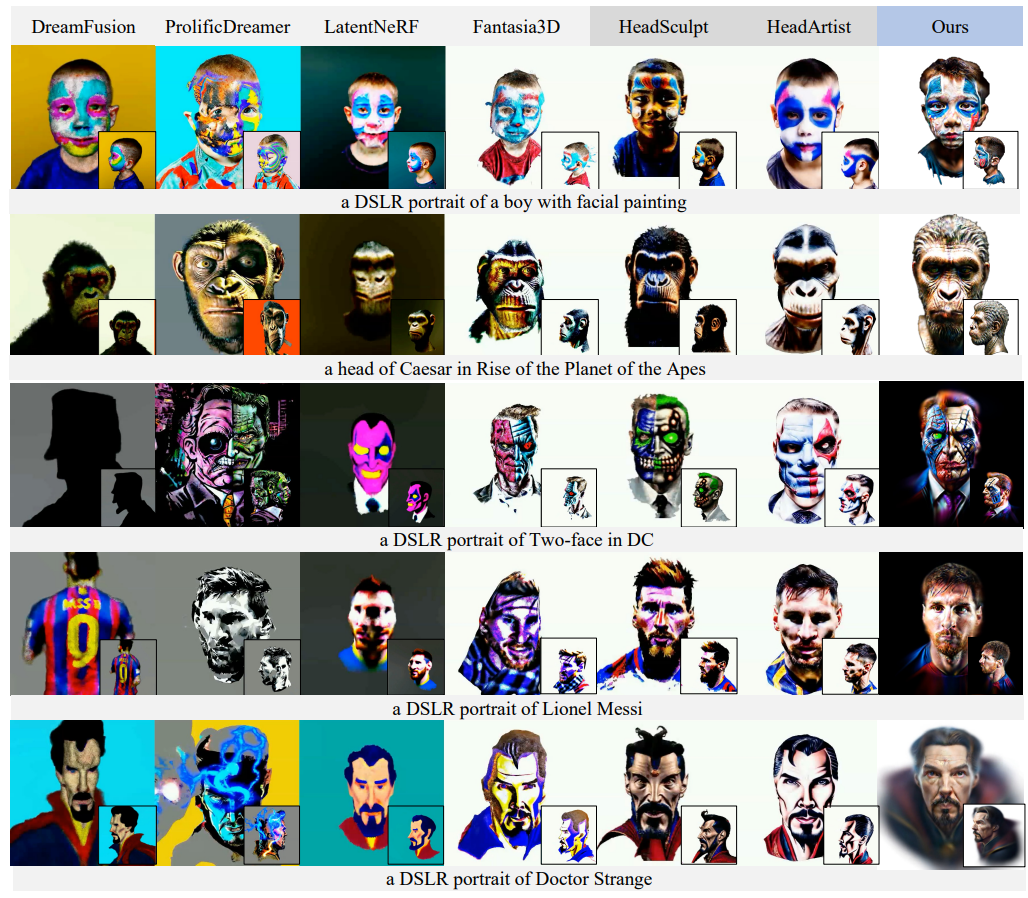 DreamFusion ProlificDreamer LatentNeRF Fantasia3D HeadSculpt HeadArtist Ours
a DSLR portrait of a boy with facial painting
a head of Caesar in Rise of the Planet of the Apes
a DSLR portrait of Two-face in DC
a DSLR portrait of Lionel Messi
a DSLR portrait of Doctor Strange